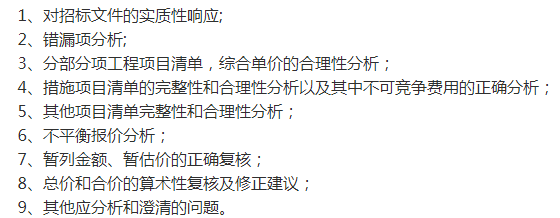 1、对招标文件的实质性响应;
2、错漏项分析;
3、分部分项工程项目清单，综合单价的合理性分析；
4、措施项目清单的完整性和合理性分析以及其中不可竞争费用的正确分析；
5、其他项目清单完整性和合理性分析；
6、不平衡报价分析；
7、暂列金额、暂估价的正确复核；
8、总价和合价的算术性复核及修正建议；
9、其他应分析和澄清的问题。